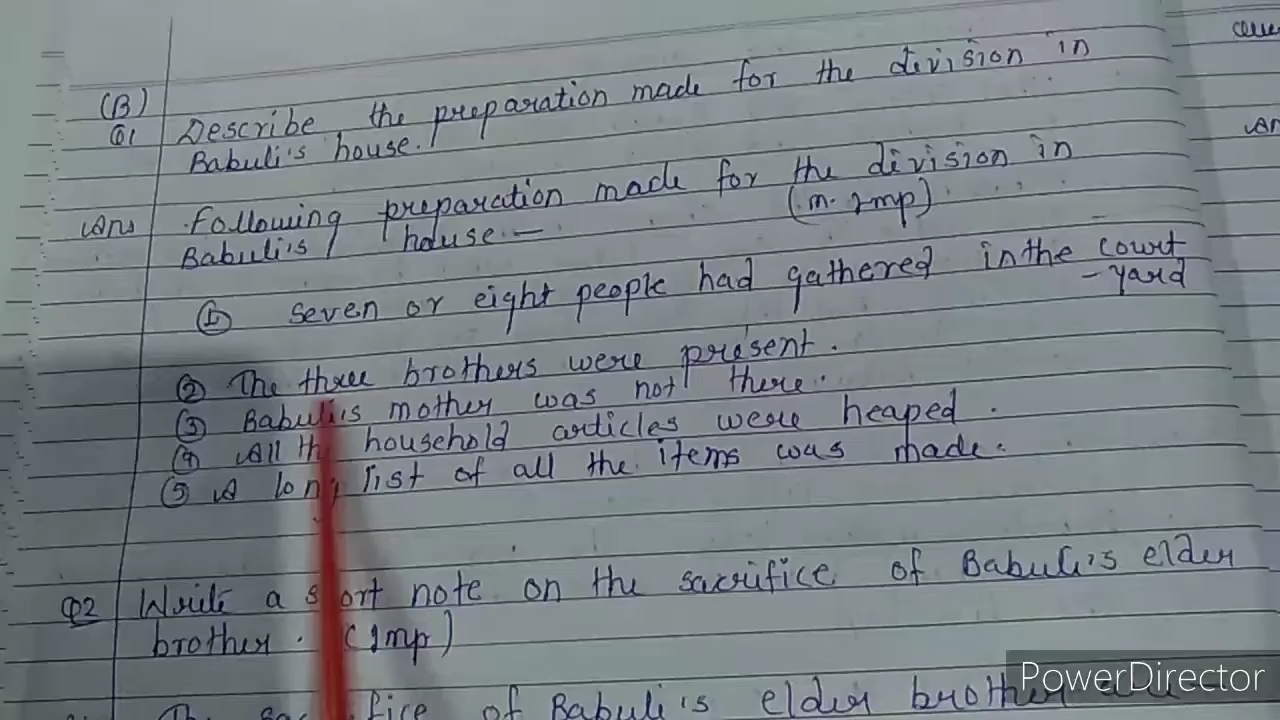 (B)
Q1 Describe the preparation made for the division in
Babuli's house.
Ans Following preparation made for the division in
Babuli's house :— (m. Imp)
① Seven or eight people had gathered in the court
-yard
② The three brothers were present.
③ Babuli's mother was not there.
④ All the household articles were heaped.
⑤ A long list of all the items was made.
Q2 Write a short note on the sacrifice of Babuli's elder
brother. (Imp)
of Babuli's elder brother
PowerDirector